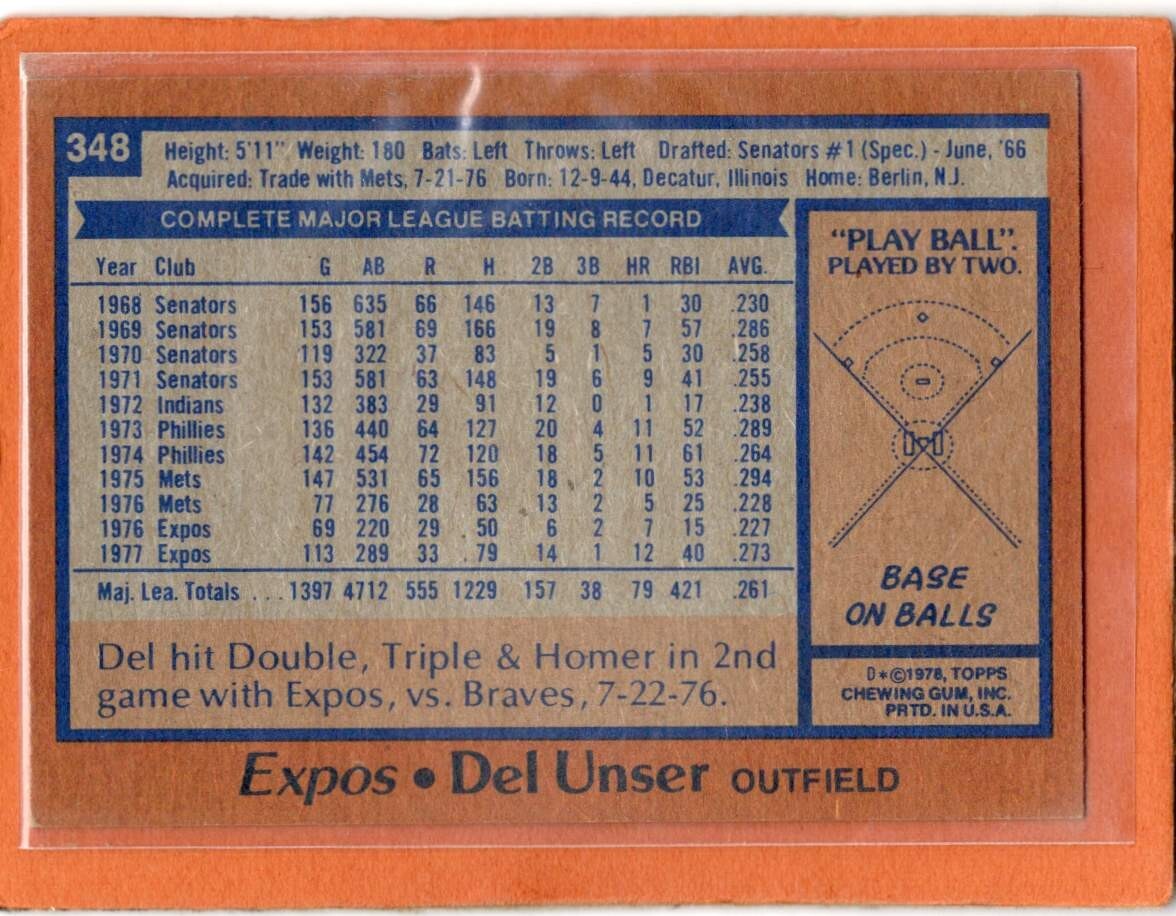 348
Height: 5'11" Weight: 180 Bats: Left Throws: Left Drafted: Senators #1 (Spec.) - June, '66
Acquired: Trade with Mets, 7-21-76 Born: 12-9-44, Decatur, Illinois Home: Berlin, N.J.
COMPLETE MAJOR LEAGUE BATTING RECORD
Year Club G AB R H 2B 3B HR RBI AVG.
1968 Senators 156 635 66 146 13 7 1 30 .230
1969 Senators 153 581 69 166 19 8 7 57 .286
1970 Senators 119 322 37 83 5 1 5 30 .258
1971 Senators 153 581 63 148 19 6 9 41 .255
1972 Indians 132 383 29 91 12 0 1 17 .238
1973 Phillies 136 440 64 127 20 4 11 52 .289
1974 Phillies 142 454 72 120 18 5 11 61 .264
1975 Mets 147 531 65 156 18 2 10 53 .294
1976 Mets 77 276 28 63 13 2 5 25 .228
1976 Expos 69 220 29 50 6 2 7 15 .227
1977 Expos 113 289 33 79 14 1 12 40 .273
Maj. Lea. Totals ... 1397 4712 555 1229 157 38 79 421 .261
Del hit Double, Triple & Homer in 2nd
game with Expos, vs. Braves, 7-22-76.
"PLAY BALL".
PLAYED BY TWO.
BASE
ON BALLS
D*©1978, TOPPS
CHEWING GUM, INC.
PRTD. IN U.S.A.
Expos • Del Unser OUTFIELD